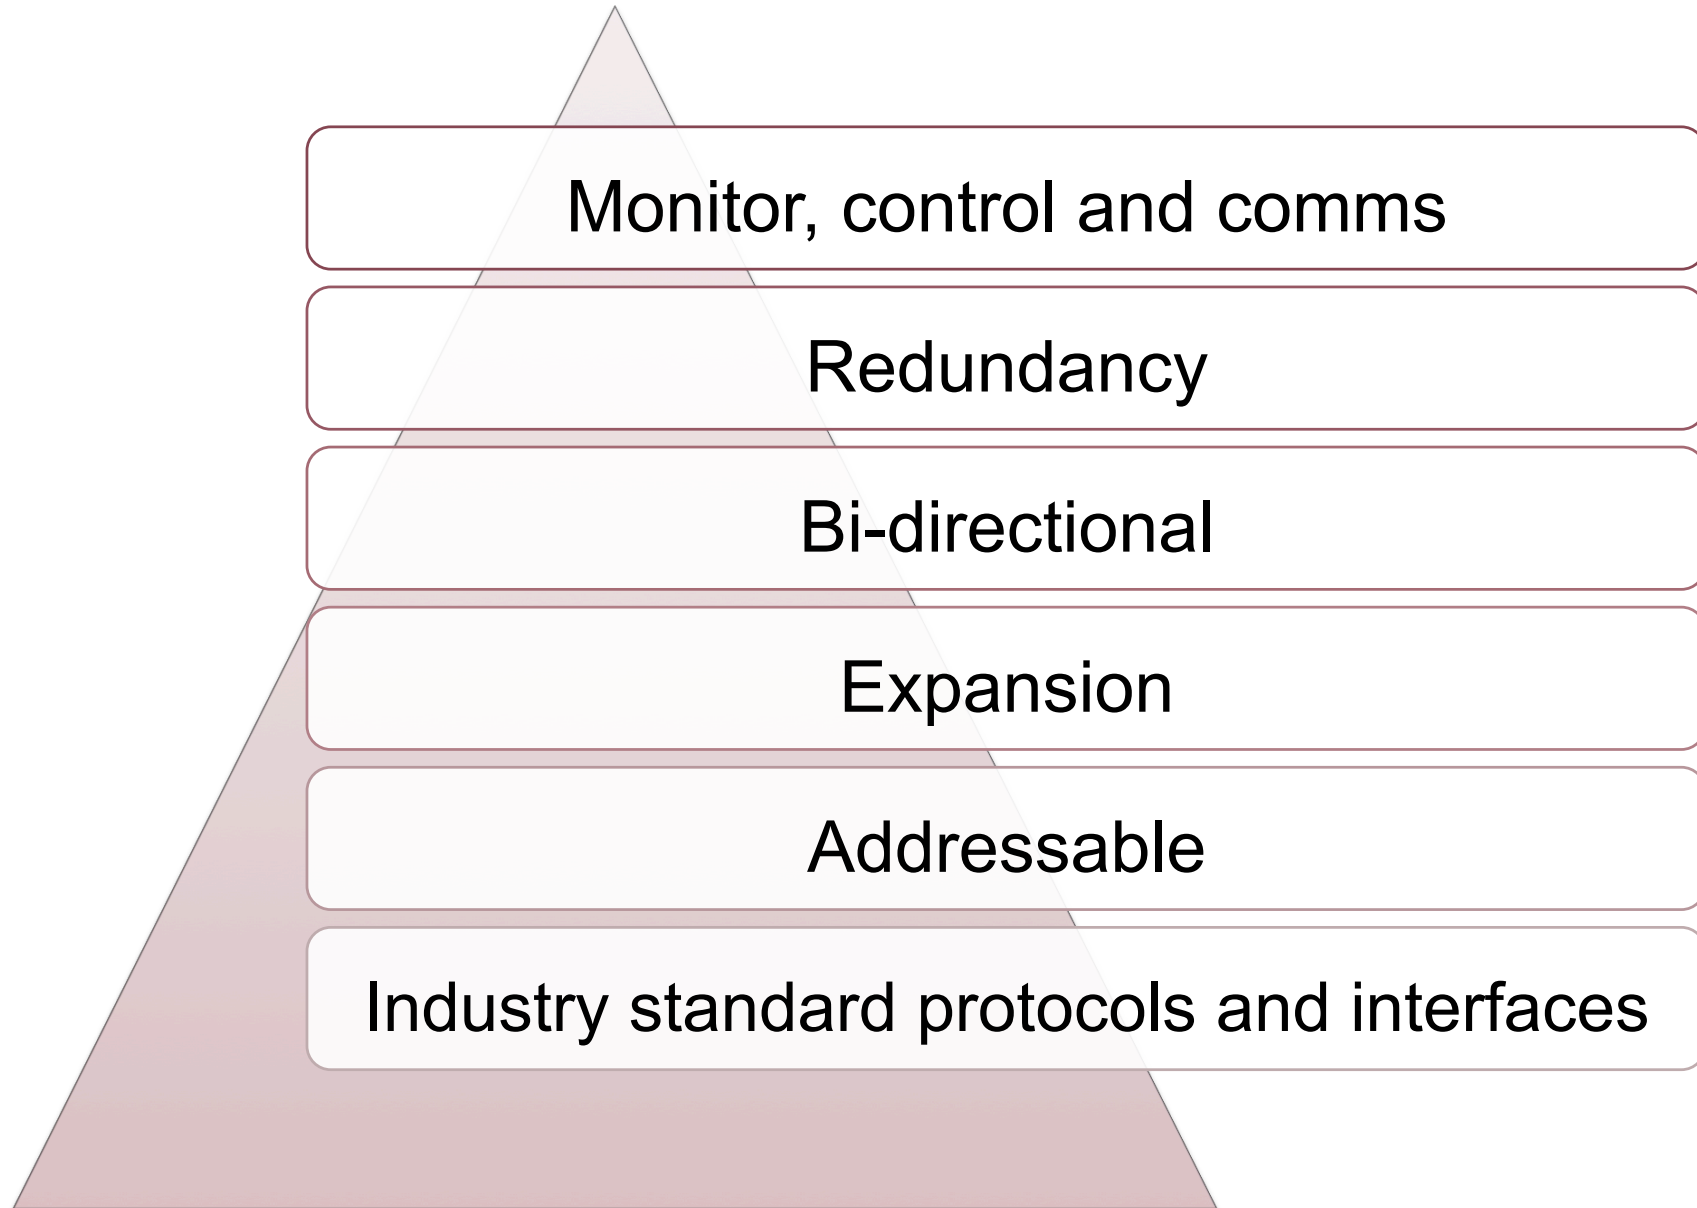 Monitor, control and comms
Redundancy
Bi-directional
Expansion
Addressable
Industry standard protocols and interfaces